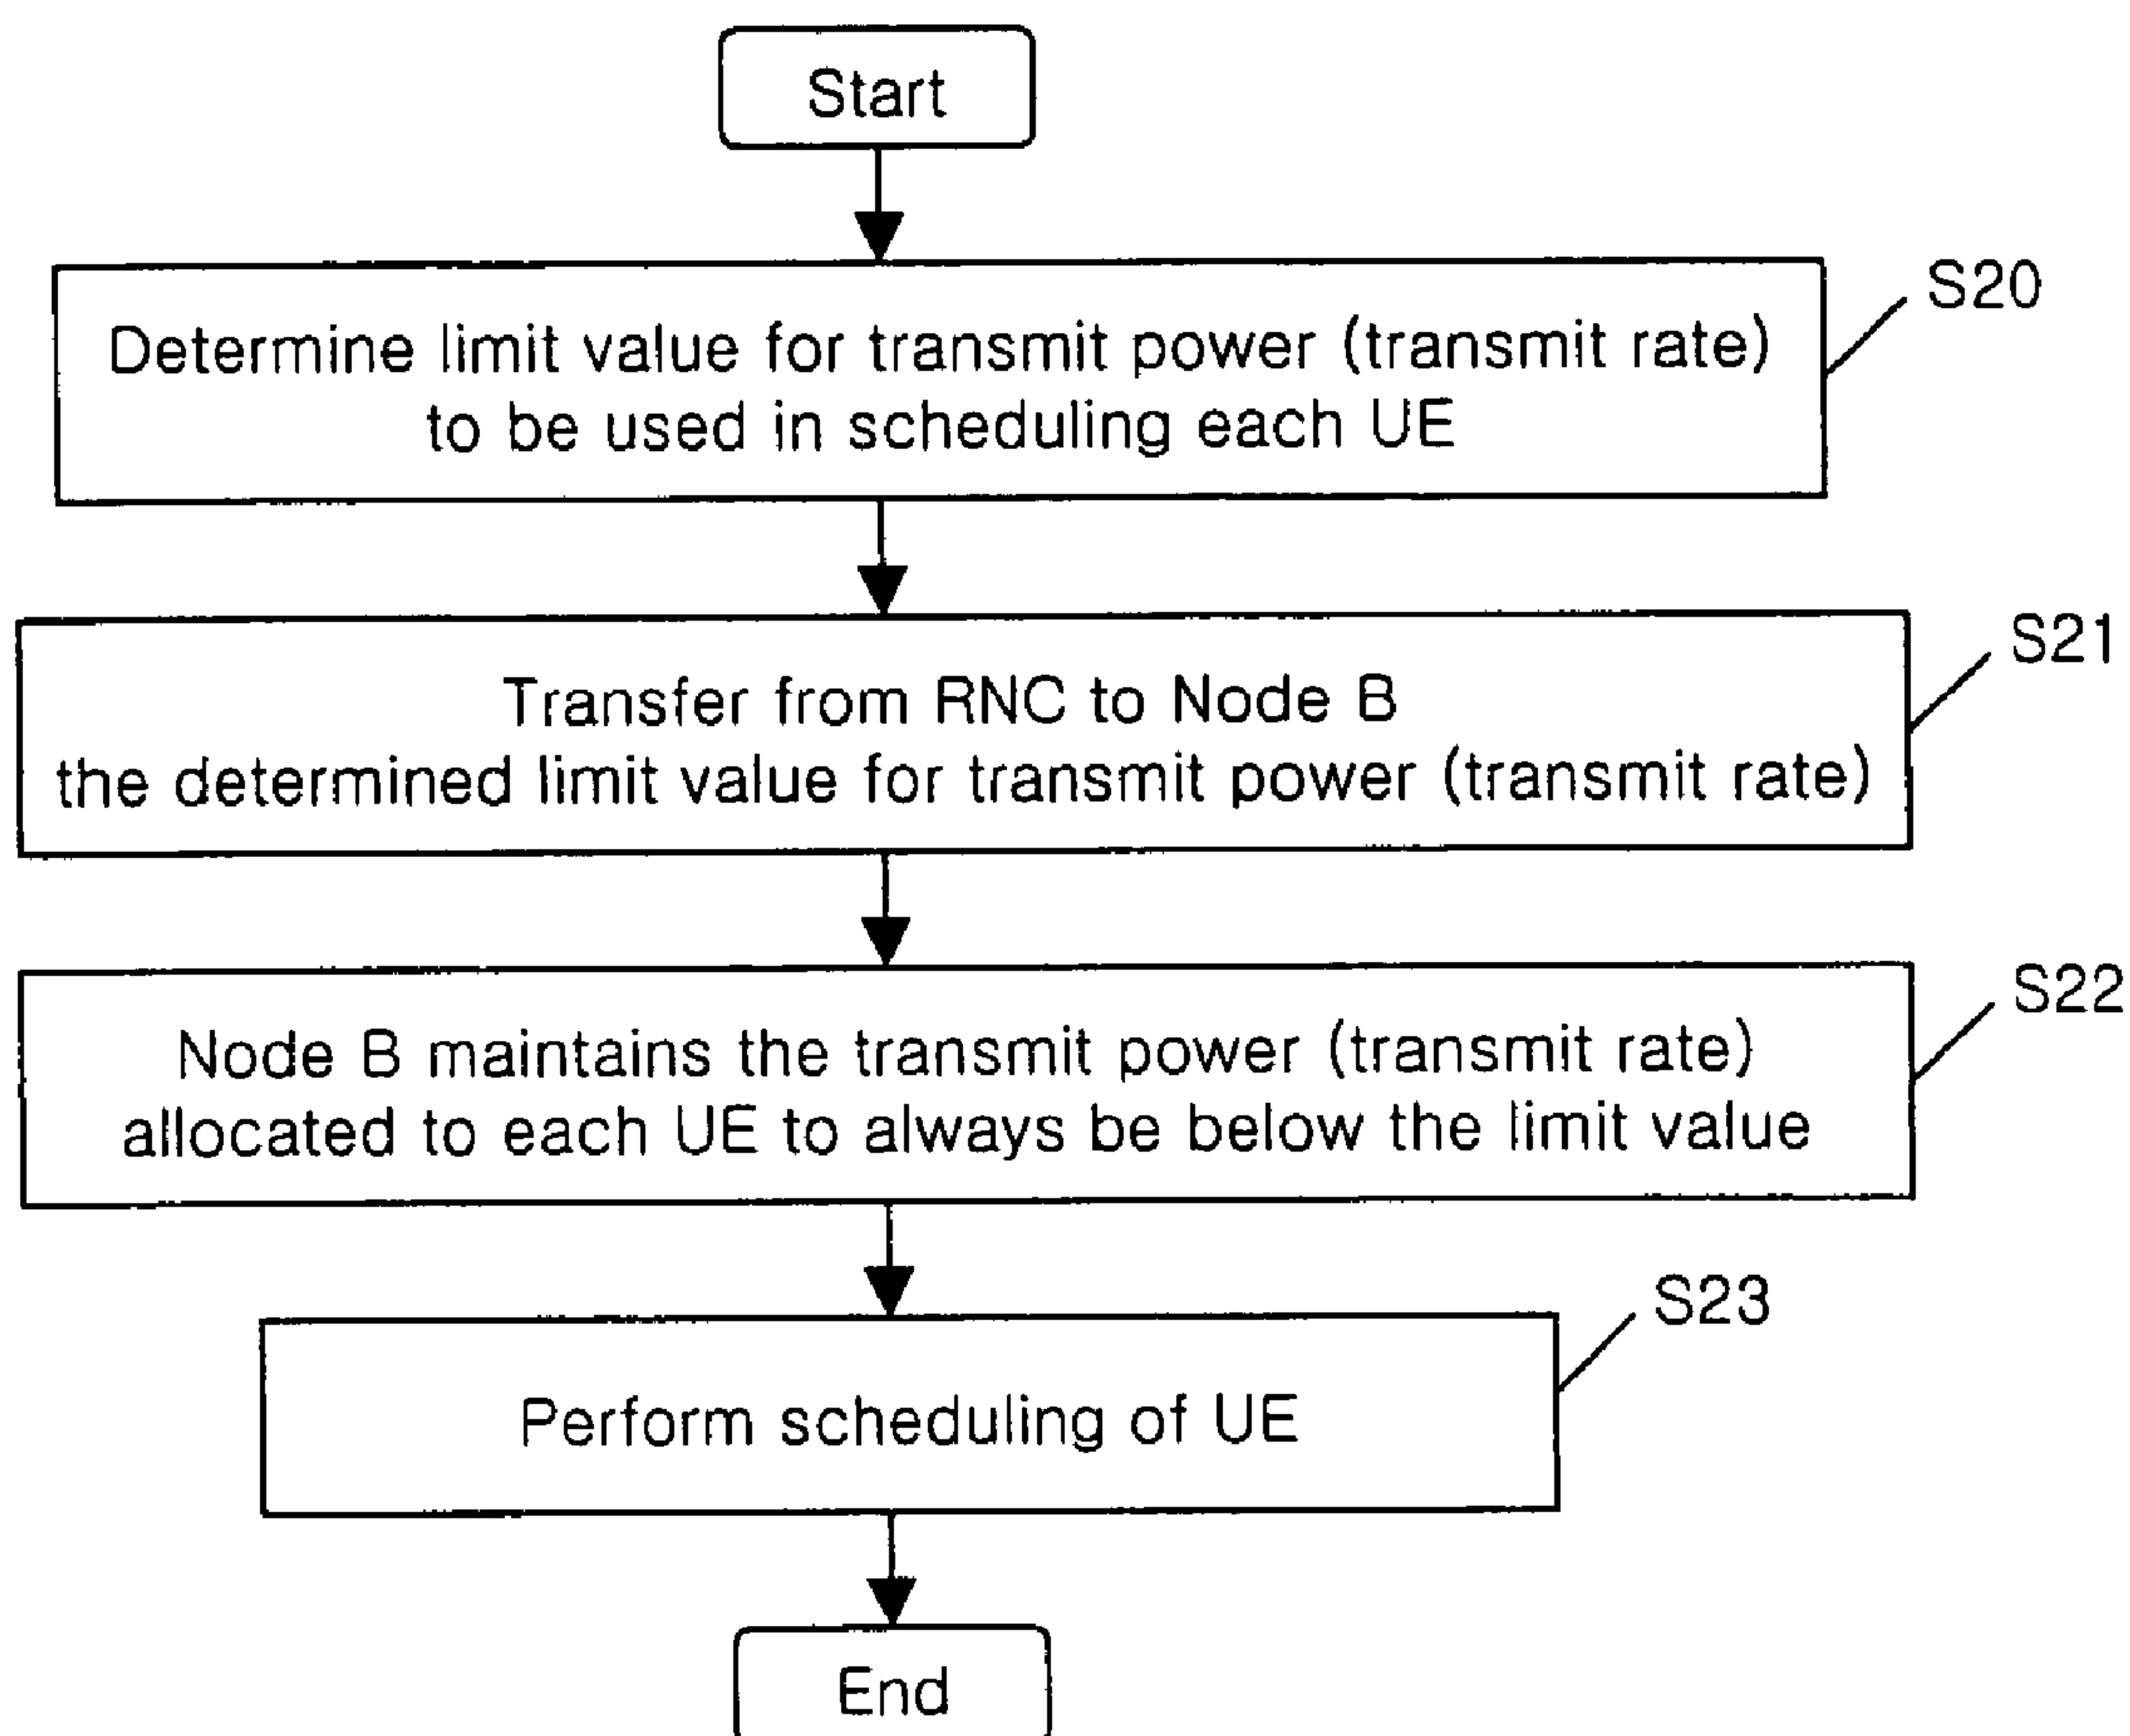 Start
S20
Determine limit value for transmit power (transmit rate)
to be used in scheduling each UE
S21
Transfer from RNC to Node B
the determined limit value for transmit power (transmit rate)
S22
Node B maintains the transmit power (transmit rate)
allocated to each UE to always be below the limit value
S23
Perform scheduling of UE
End